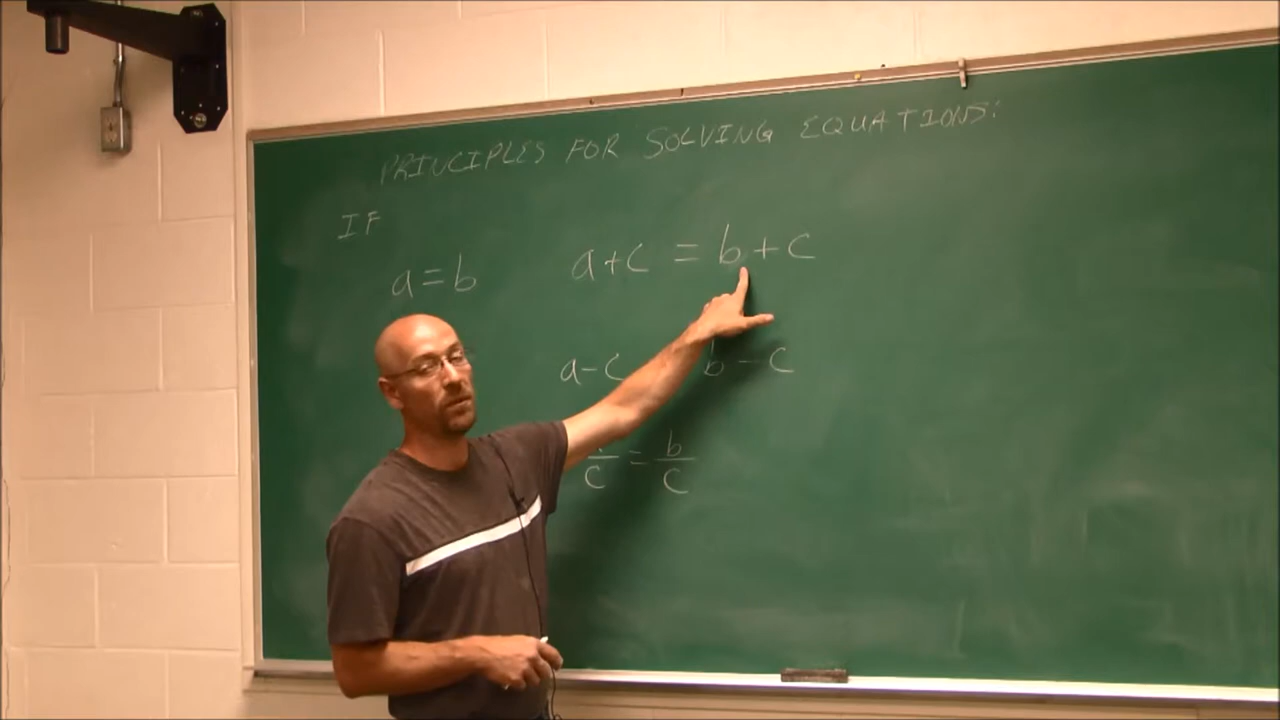 PRINCIPLES FOR SOLVING EQUATIONS:
IF
a = b
a + c = b + c
a - c b - c
c = b
c